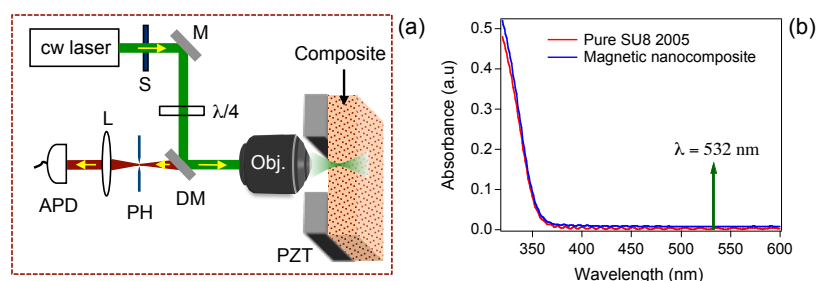 (a)
cw laser
M
S
Composite
λ/4
L
Obj.
APD
PH
DM
PZT
(b)
0.5
0.4
0.3
0.2
0.1
0.0
Absorbance (a.u)
Pure SU8 2005
Magnetic nanocomposite
λ = 532 nm
350 400 450 500 550 600
Wavelength (nm)